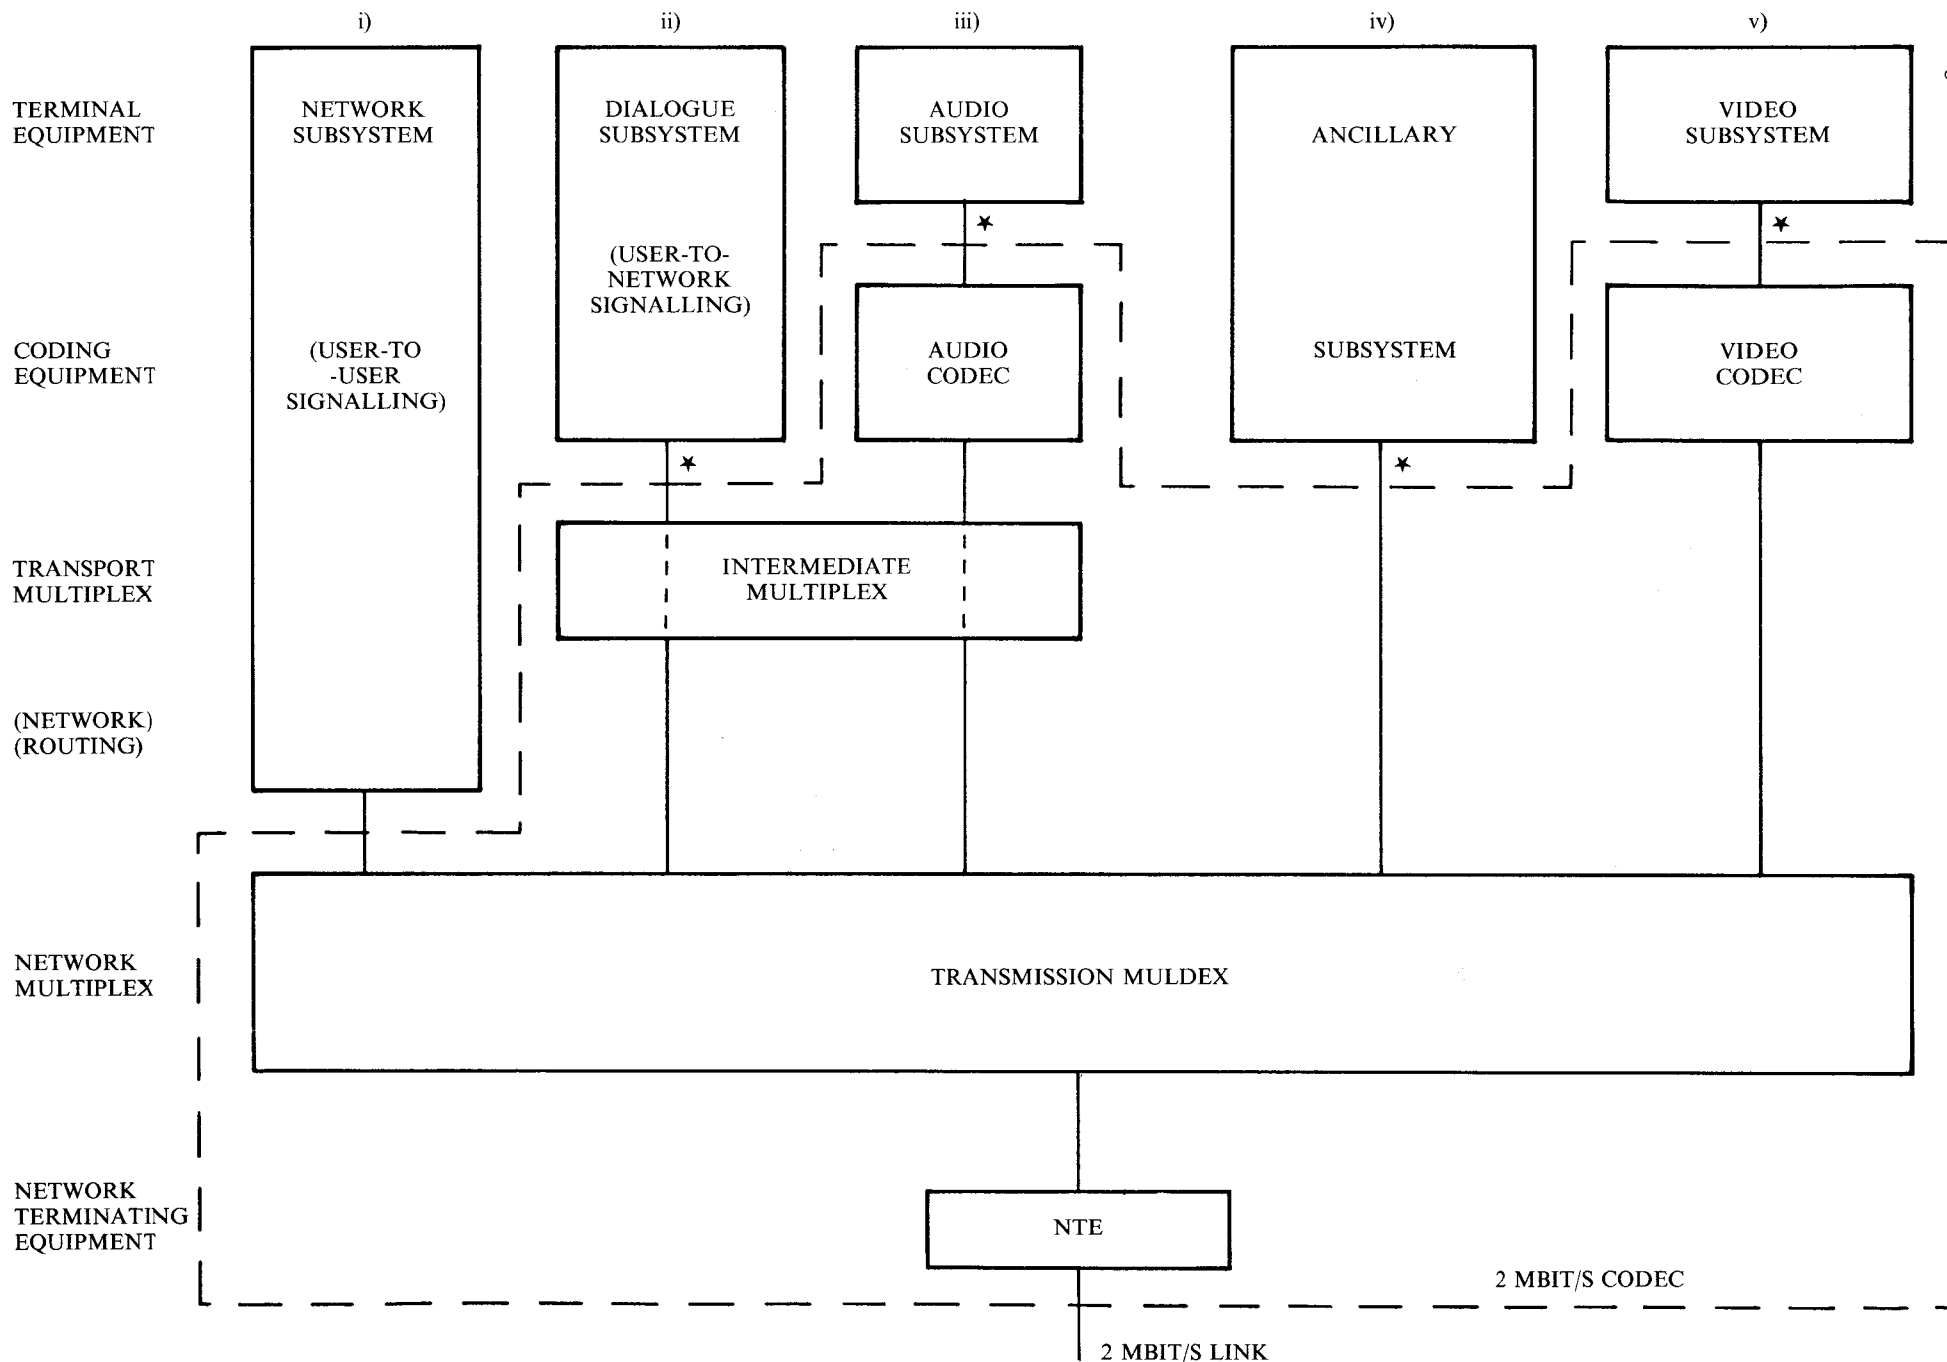 i)
ii)
iii)
iv)
v)
TERMINAL
EQUIPMENT
NETWORK
SUBSYSTEM
DIALOGUE
SUBSYSTEM
AUDIO
SUBSYSTEM
ANCILLARY
VIDEO
SUBSYSTEM
(USER-TO-
NETWORK
SIGNALLING)
CODING
EQUIPMENT
(USER-TO
-USER
SIGNALLING)
AUDIO
CODEC
SUBSYSTEM
VIDEO
CODEC
TRANSPORT
MULTIPLEX
INTERMEDIATE
MULTIPLEX
(NETWORK)
(ROUTING)
NETWORK
MULTIPLEX
TRANSMISSION MULDEX
NETWORK
TERMINATING
EQUIPMENT
NTE
2 MBIT/S CODEC
2 MBIT/S LINK